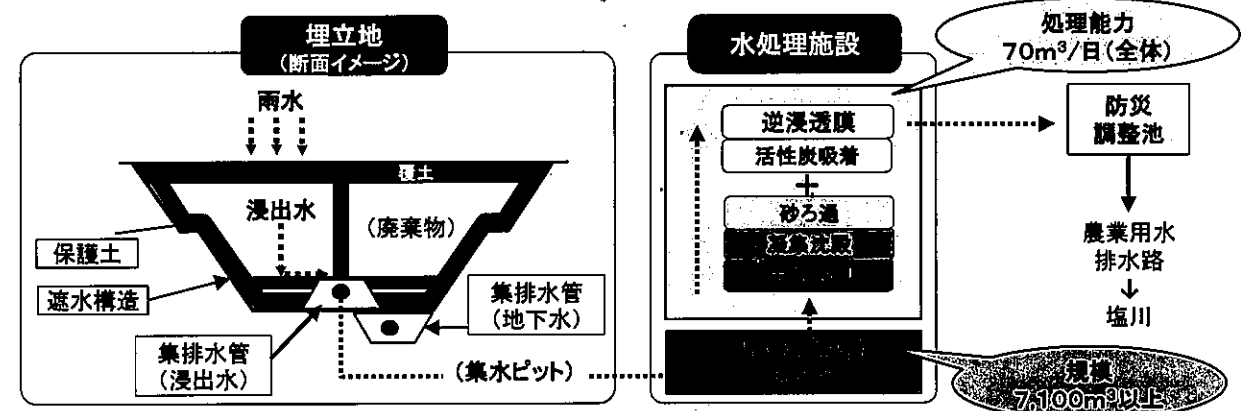 埋立地
(断面イメージ)
雨水
覆土
浸出水
(廃棄物)
保護土
遮水構造
集排水管
(地下水)
集排水管
(浸出水)
(集水ピット)
水処理施設
処理能力
70m³/日(全体)
逆浸透膜
活性炭吸着
+
砂ろ過
凝集沈殿
規模
7,100m³以上
防災
調整池
農業用水
排水路
↓
塩川